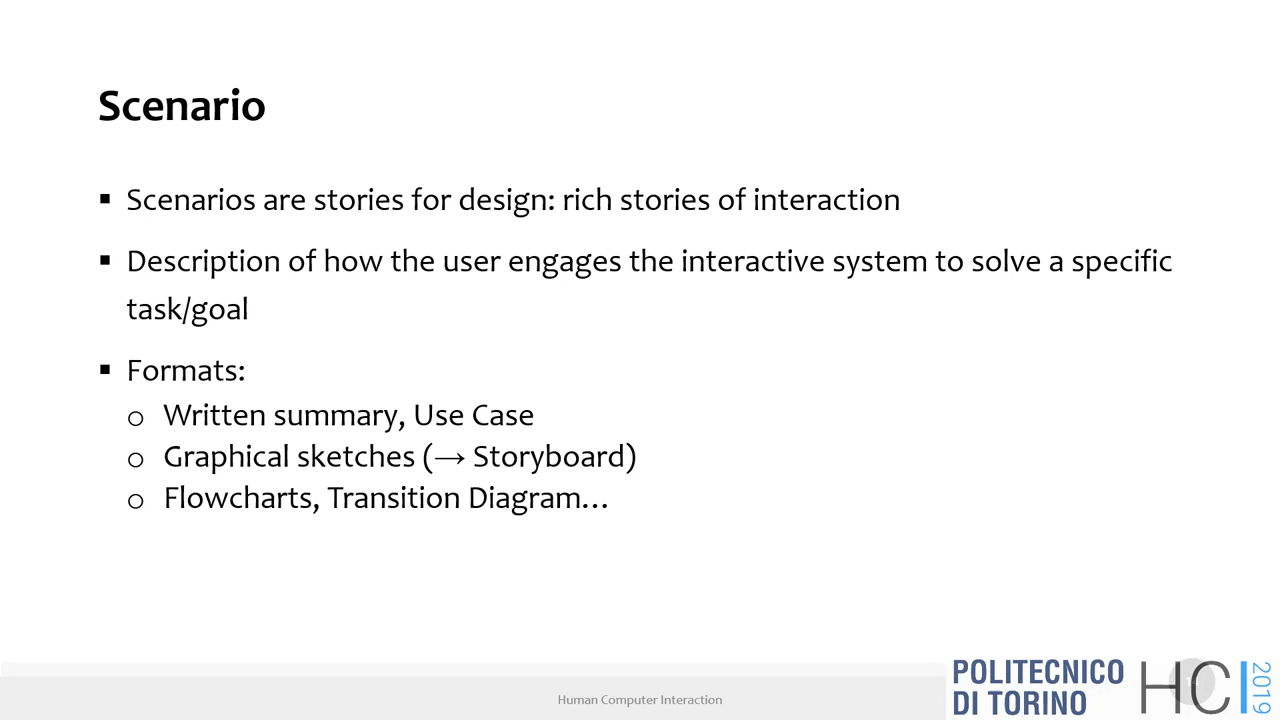 Scenario
▪ Scenarios are stories for design: rich stories of interaction
▪ Description of how the user engages the interactive system to solve a specific
task/goal
▪ Formats:
o Written summary, Use Case
o Graphical sketches (→ Storyboard)
o Flowcharts, Transition Diagram…
Human Computer Interaction
POLITECNICO
DI TORINO
HCI
2019